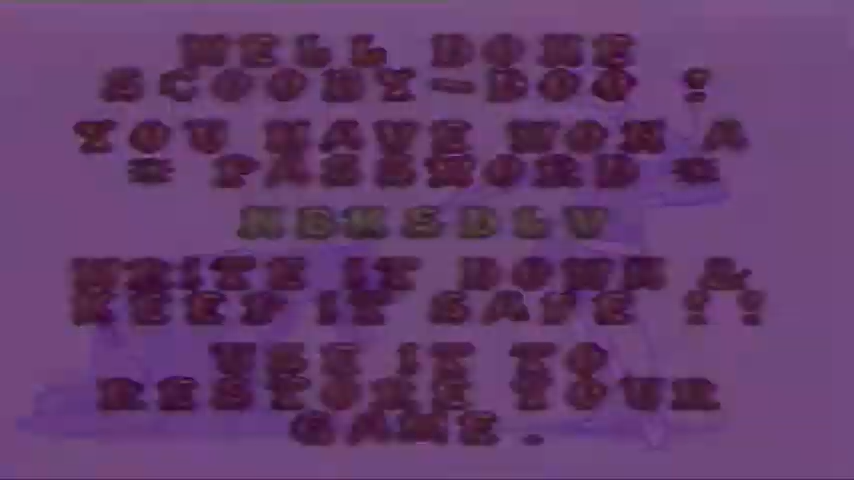 WELL DONE
SCOOBY-DOO !
YOU HAVE WON A
* PASSWORD *
WRITE IT DOWN &
KEEP IT SAFE !!
USE IT TO
RESTORE YOUR
GAME.